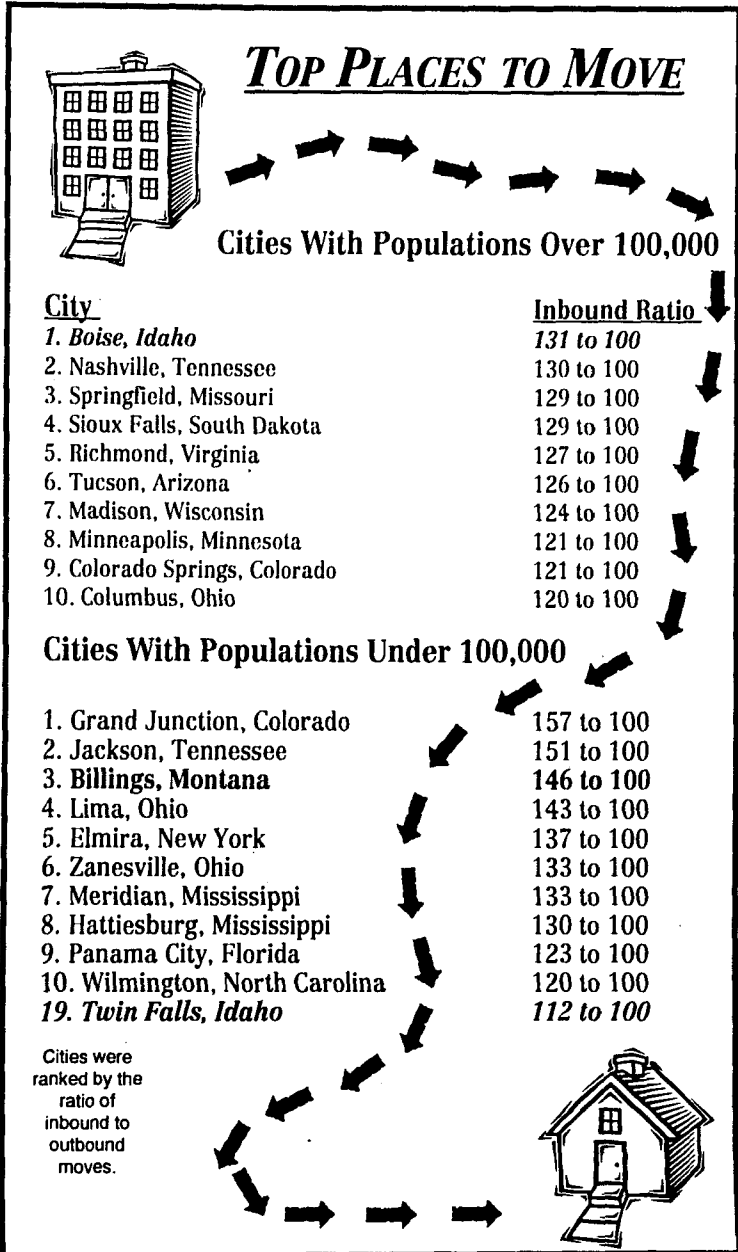 TOP PLACES TO MOVE
Cities With Populations Over 100,000
City Inbound Ratio
1. Boise, Idaho 131 to 100
2. Nashville, Tennessee 130 to 100
3. Springfield, Missouri 129 to 100
4. Sioux Falls, South Dakota 129 to 100
5. Richmond, Virginia 127 to 100
6. Tucson, Arizona 126 to 100
7. Madison, Wisconsin 124 to 100
8. Minneapolis, Minnesota 121 to 100
9. Colorado Springs, Colorado 121 to 100
10. Columbus, Ohio 120 to 100
Cities With Populations Under 100,000
1. Grand Junction, Colorado 157 to 100
2. Jackson, Tennessee 151 to 100
3. Billings, Montana 146 to 100
4. Lima, Ohio 143 to 100
5. Elmira, New York 137 to 100
6. Zanesville, Ohio 133 to 100
7. Meridian, Mississippi 133 to 100
8. Hattiesburg, Mississippi 130 to 100
9. Panama City, Florida 123 to 100
10. Wilmington, North Carolina 120 to 100
19. Twin Falls, Idaho 112 to 100
Cities were
ranked by the
ratio of
inbound to
outbound
moves.